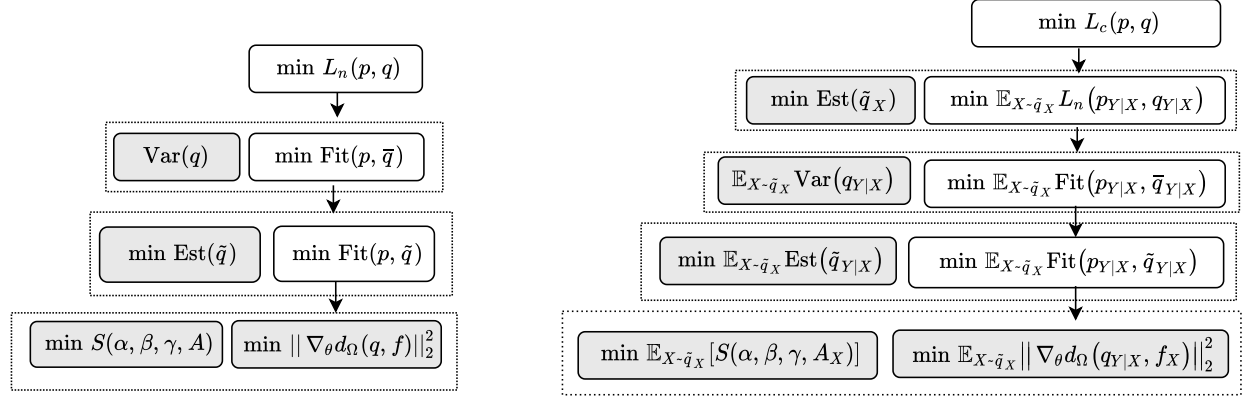 min L_n(p, q)
Var(q)
min Fit(p, q̅)
min Est(q̃)
min Fit(p, q̃)
min S(α, β, γ, A)
min ||∇_θ d_Ω(q, f)||_2^2
min L_c(p, q)
min Est(q̃_X)
min 𝔼_{X~q̃_X} L_n(p_{Y|X}, q_{Y|X})
𝔼_{X~q̃_X} Var(q_{Y|X})
min 𝔼_{X~q̃_X} Fit(p_{Y|X}, q̅_{Y|X})
min 𝔼_{X~q̃_X} Est(q̃_{Y|X})
min 𝔼_{X~q̃_X} Fit(p_{Y|X}, q̃_{Y|X})
min 𝔼_{X~q̃_X}[S(α, β, γ, A_X)]
min 𝔼_{X~q̃_X} ||∇_θ d_Ω(q_{Y|X}, f_X)||_2^2